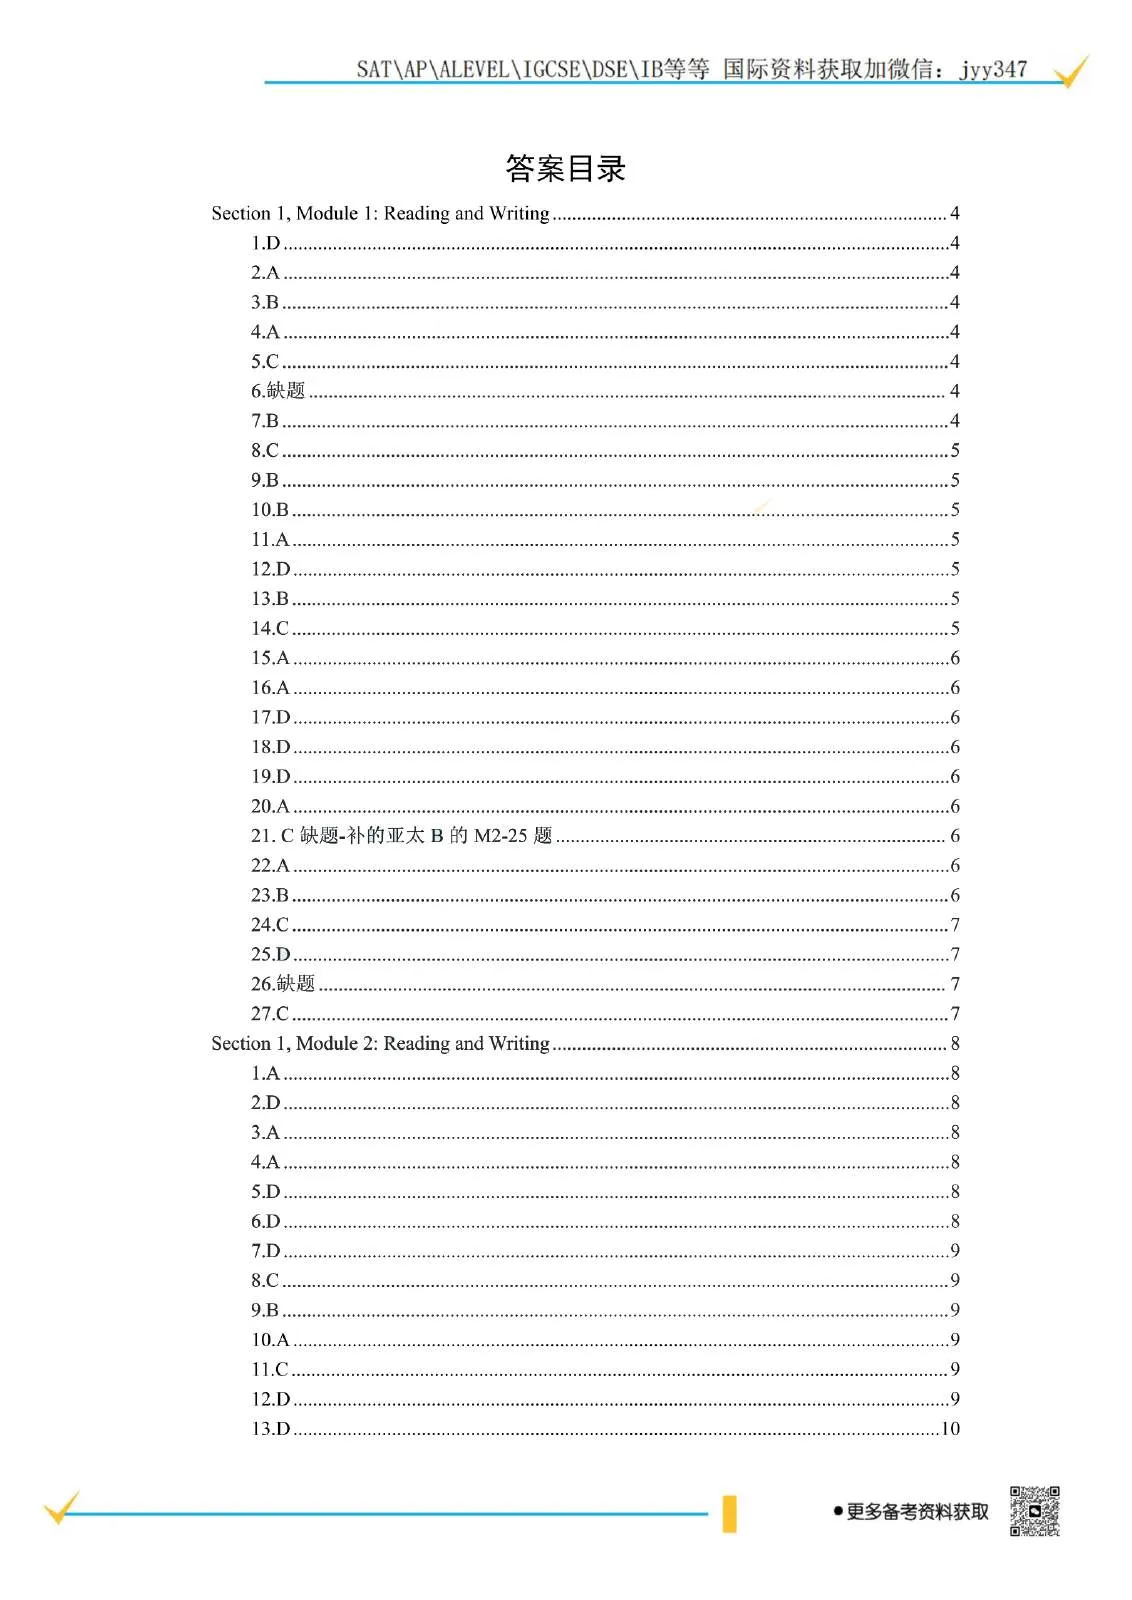 SAT\AP\ALEVEL\IGCSE\DSE\IB等等 国际资料获取加微信：jyy347
答案目录
Section 1, Module 1: Reading and Writing........................................4
1.D........................................4
2.A........................................4
3.B........................................4
4.A........................................4
5.C........................................4
6.缺题........................................4
7.B........................................4
8.C........................................5
9.B........................................5
10.B........................................5
11.A........................................5
12.D........................................5
13.B........................................5
14.C........................................5
15.A........................................6
16.A........................................6
17.D........................................6
18.D........................................6
19.D........................................6
20.A........................................6
21. C 缺题-补的亚太 B 的 M2-25 题........................................6
22.A........................................6
23.B........................................6
24.C........................................7
25.D........................................7
26.缺题........................................7
27.C........................................7
Section 1, Module 2: Reading and Writing........................................8
1.A........................................8
2.D........................................8
3.A........................................8
4.A........................................8
5.D........................................8
6.D........................................8
7.D........................................9
8.C........................................9
9.B........................................9
10.A........................................9
11.C........................................9
12.D........................................9
13.D........................................10
●更多备考资料获取